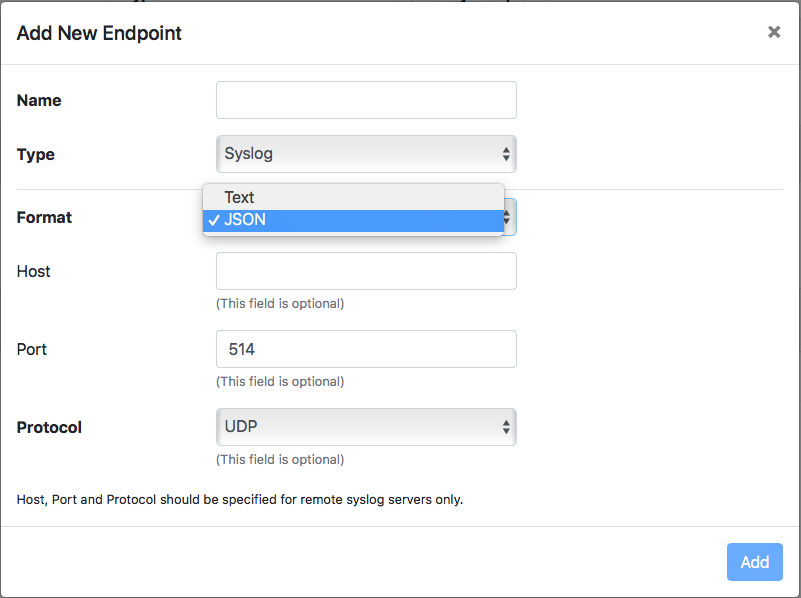 Add New Endpoint ×
Name
Type Syslog
Text
Format ✓ JSON
Host
(This field is optional)
Port 514
(This field is optional)
Protocol UDP
(This field is optional)
Host, Port and Protocol should be specified for remote syslog servers only.
Add